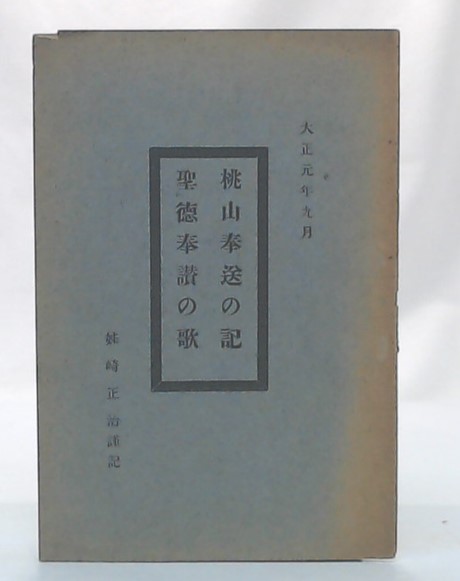 大正元年九月
桃山奉送の記
聖徳奉讃の歌
姉崎正治謹記